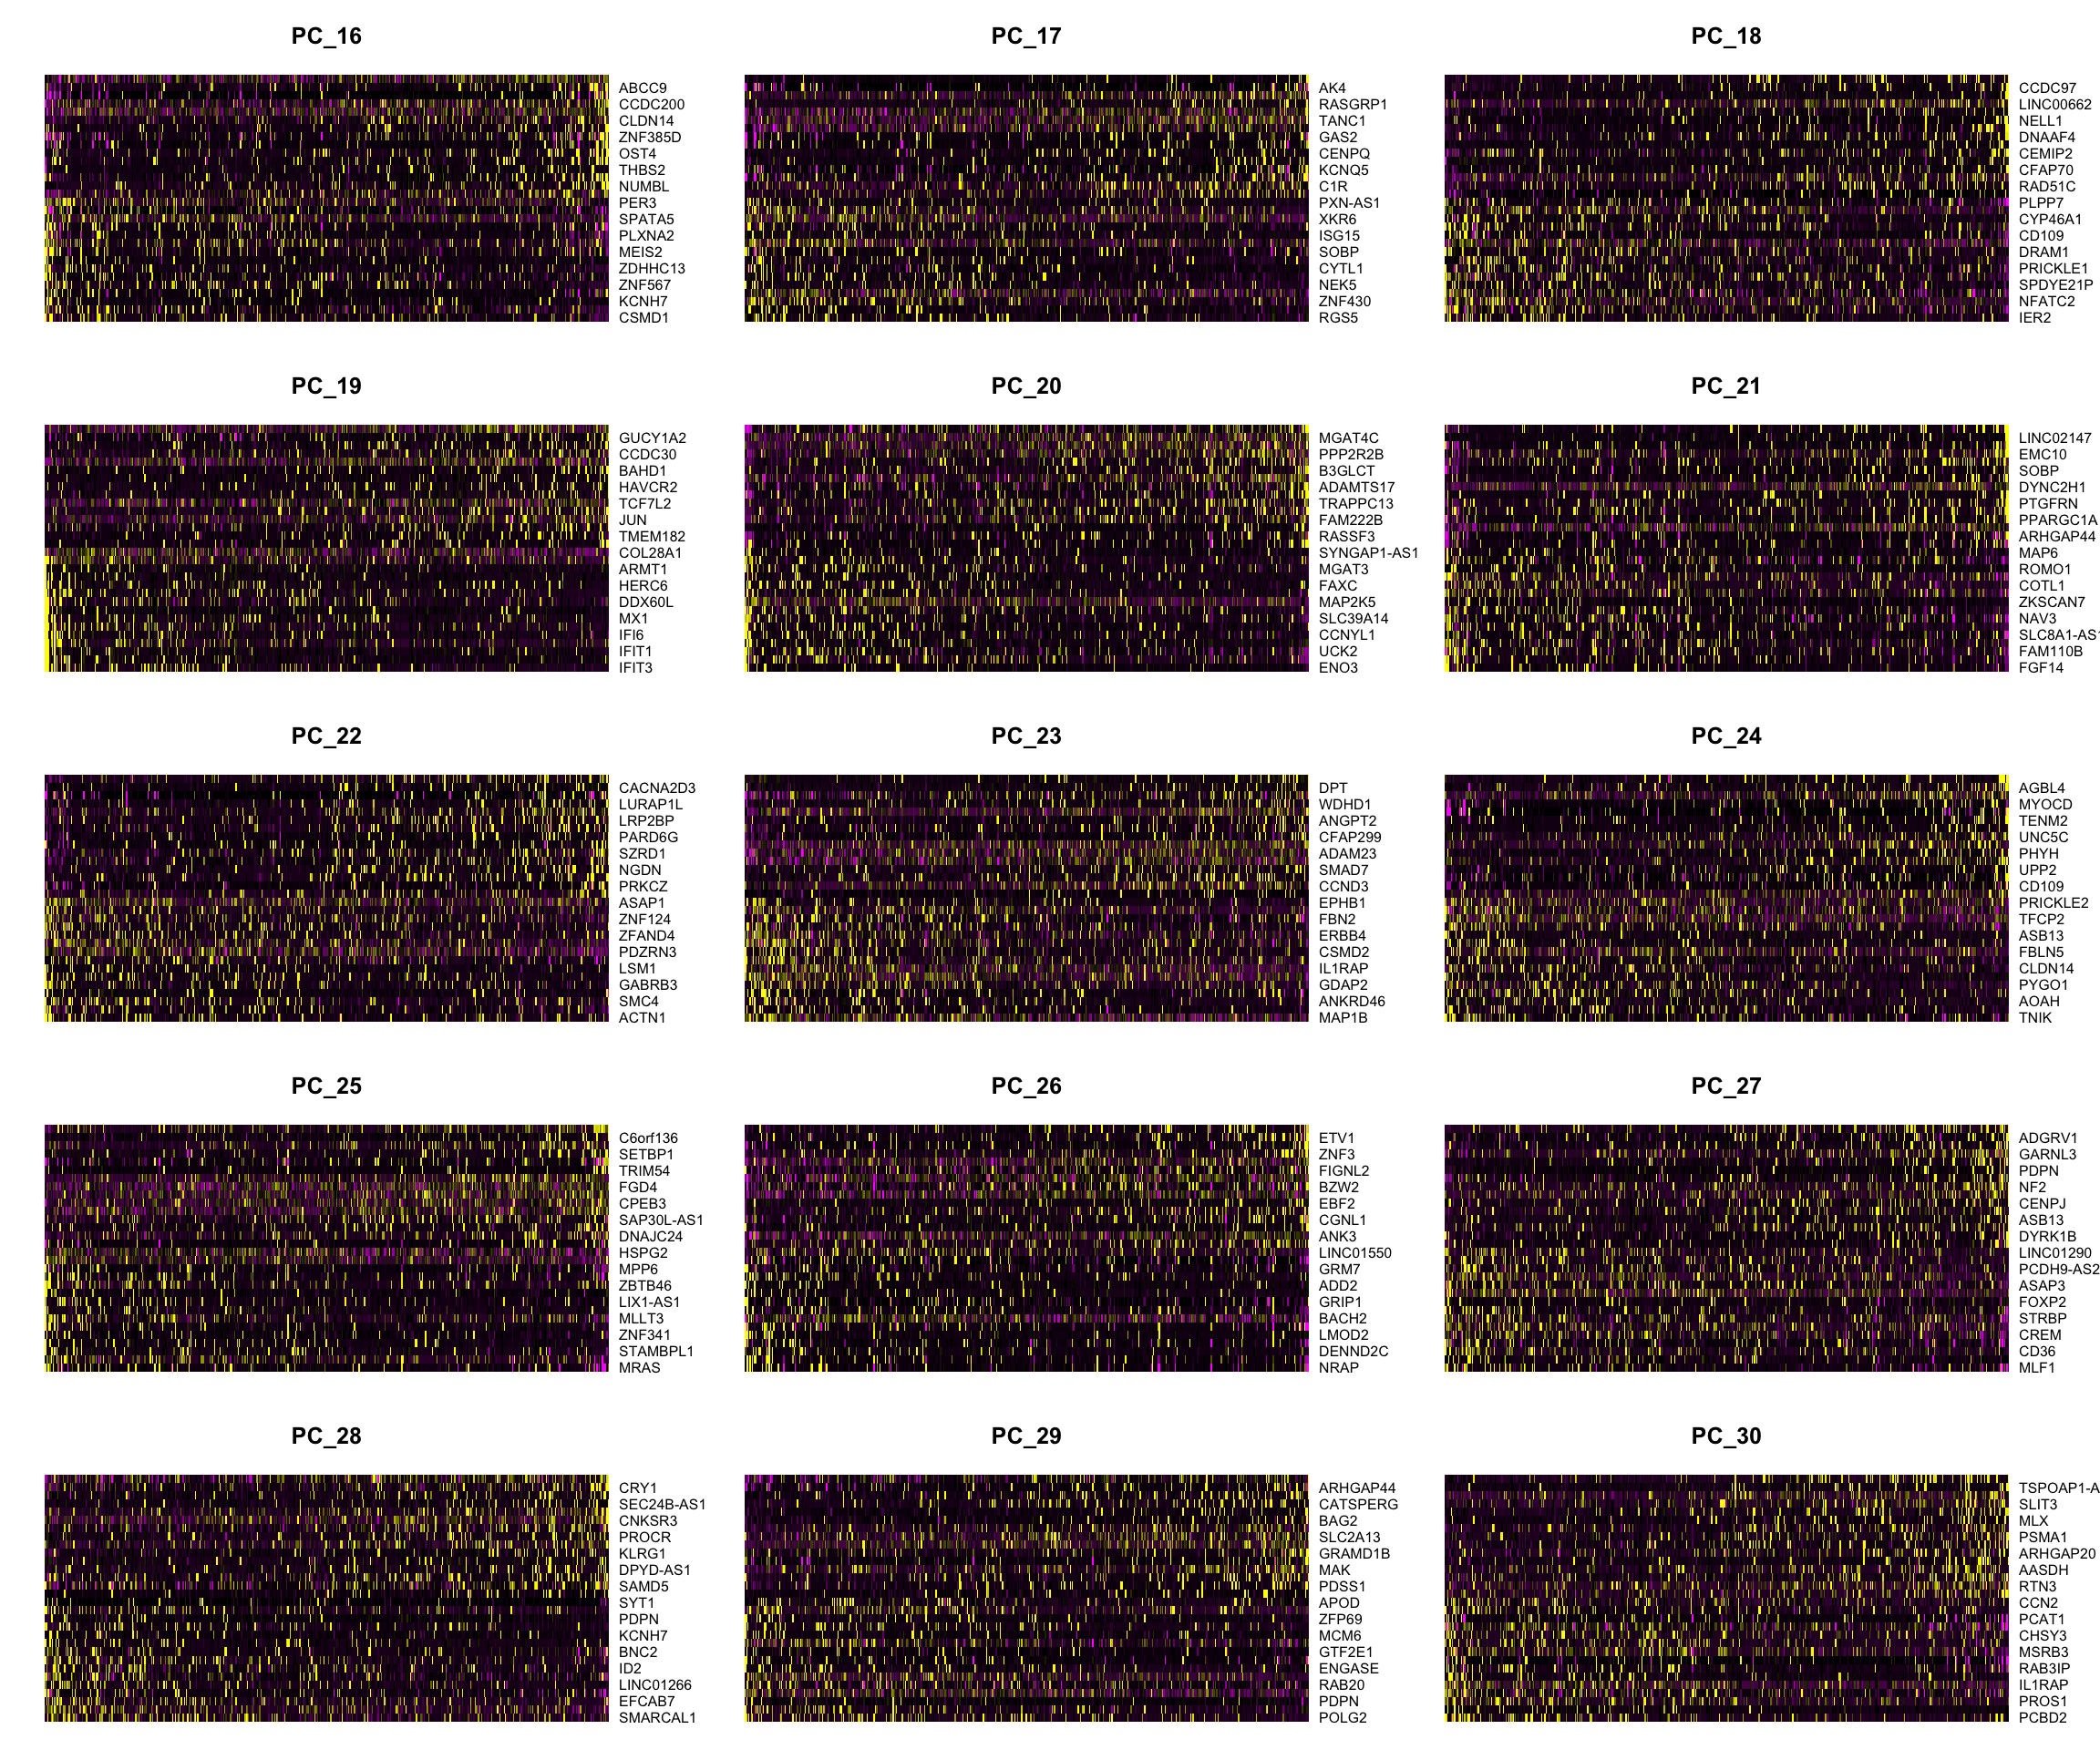 PC_16
ABCC9
CCDC200
CLDN14
ZNF385D
OST4
THBS2
NUMBL
PER3
SPATA5
PLXNA2
MEIS2
ZDHHC13
ZNF567
KCNH7
CSMD1
PC_17
AK4
RASGRP1
TANC1
GAS2
CENPQ
KCNQ5
C1R
PXN-AS1
XKR6
ISG15
SOBP
CYTL1
NEK5
ZNF430
RGS5
PC_18
CCDC97
LINC00662
NELL1
DNAAF4
CEMIP2
CFAP70
RAD51C
PLPP7
CYP46A1
CD109
DRAM1
PRICKLE1
SPDYE21P
NFATC2
IER2
PC_19
GUCY1A2
CCDC30
BAHD1
HAVCR2
TCF7L2
JUN
TMEM182
COL28A1
ARMT1
HERC6
DDX60L
MX1
IFI6
IFIT1
IFIT3
PC_20
MGAT4C
PPP2R2B
B3GLCT
ADAMTS17
TRAPPC13
FAM222B
RASSF3
SYNGAP1-AS1
MGAT3
FAXC
MAP2K5
SLC39A14
CCNYL1
UCK2
ENO3
PC_21
LINC02147
EMC10
SOBP
DYNC2H1
PTGFRN
PPARGC1A
ARHGAP44
MAP6
ROMO1
COTL1
ZKSCAN7
NAV3
SLC8A1-AS1
FAM110B
FGF14
PC_22
CACNA2D3
LURAP1L
LRP2BP
PARD6G
SZRD1
NGDN
PRKCZ
ASAP1
ZNF124
ZFAND4
PDZRN3
LSM1
GABRB3
SMC4
ACTN1
PC_23
DPT
WDHD1
ANGPT2
CFAP299
ADAM23
SMAD7
CCND3
EPHB1
FBN2
ERBB4
CSMD2
IL1RAP
GDAP2
ANKRD46
MAP1B
PC_24
AGBL4
MYOCD
TENM2
UNC5C
PHYH
UPP2
CD109
PRICKLE2
TFCP2
ASB13
FBLN5
CLDN14
PYGO1
AOAH
TNIK
PC_25
C6orf136
SETBP1
TRIM54
FGD4
CPEB3
SAP30L-AS1
DNAJC24
HSPG2
MPP6
ZBTB46
LIX1-AS1
MLLT3
ZNF341
STAMBPL1
MRAS
PC_26
ETV1
ZNF3
FIGNL2
BZW2
EBF2
CGNL1
ANK3
LINC01550
GRM7
ADD2
GRIP1
BACH2
LMOD2
DENND2C
NRAP
PC_27
ADGRV1
GARNL3
PDPN
NF2
CENPJ
ASB13
DYRK1B
LINC01290
PCDH9-AS2
ASAP3
FOXP2
STRBP
CREM
CD36
MLF1
PC_28
CRY1
SEC24B-AS1
CNKSR3
PROCR
KLRG1
DPYD-AS1
SAMD5
SYT1
PDPN
KCNH7
BNC2
ID2
LINC01266
EFCAB7
SMARCAL1
PC_29
ARHGAP44
CATSPERG
BAG2
SLC2A13
GRAMD1B
MAK
PDSS1
APOD
ZFP69
MCM6
GTF2E1
ENGASE
RAB20
PDPN
POLG2
PC_30
TSPOAP1-A
SLIT3
MLX
PSMA1
ARHGAP20
AASDH
RTN3
CCN2
PCAT1
CHSY3
MSRB3
RAB3IP
IL1RAP
PROS1
PCBD2